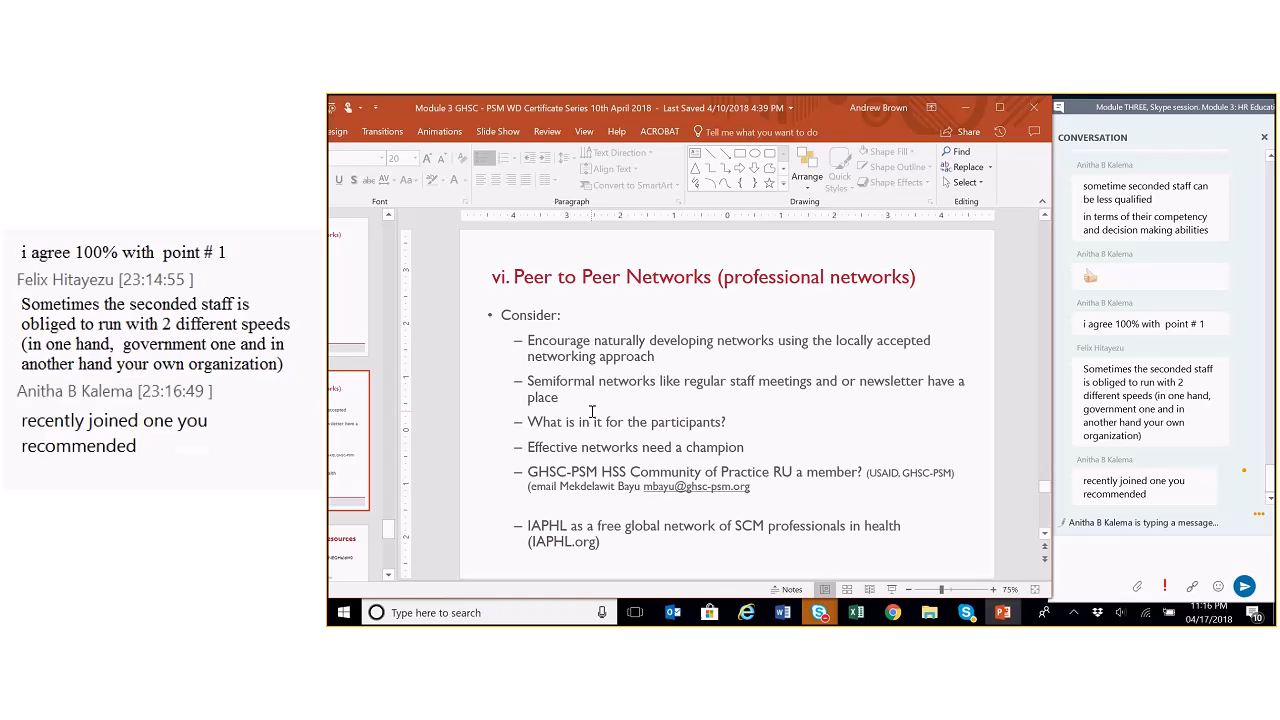 i agree 100% with point # 1
Felix Hitayezu [23:14:55 ]
Sometimes the seconded staff is
obliged to run with 2 different speeds
(in one hand, government one and in
another hand your own organization)
Anitha B Kalema [23:16:49 ]
recently joined one you
recommended
Module 3 GHSC - PSM WD Certificate Series 10th April 2018 - Last Saved 4/10/2018 4:39 PM
Andrew Brown
esign Transitions Animations Slide Show Review View Help ACROBAT Tell me what you want to do Share
20
Text Direction
Align Text
Convert to SmartArt
Arrange
Quick
Styles
Shape Fill
Shape Outline
Shape Effects
Find
Replace
Select
Font
Paragraph
Drawing
Editing
vi. Peer to Peer Networks (professional networks)
• Consider:
– Encourage naturally developing networks using the locally accepted
networking approach
– Semiformal networks like regular staff meetings and or newsletter have a
place
– What is in it for the participants?
– Effective networks need a champion
– GHSC-PSM HSS Community of Practice RU a member? (USAID, GHSC-PSM)
(email Mekdelawit Bayu mbayu@ghsc-psm.org
– IAPHL as a free global network of SCM professionals in health
(IAPHL.org)
Notes
75%
Type here to search
11:16 PM
04/17/2018
10
Module THREE, Skype session. Module 3: HR Educati
CONVERSATION
Anitha B Kalema
sometime seconded staff can
be less qualified
in terms of their competency
and decision making abilities
Anitha B Kalema
Anitha B Kalema
i agree 100% with point # 1
Felix Hitayezu
Sometimes the seconded staff
is obliged to run with 2
different speeds (in one hand,
government one and in
another hand your own
organization)
Anitha B Kalema
recently joined one you
recommended
Anitha B Kalema is typing a message...